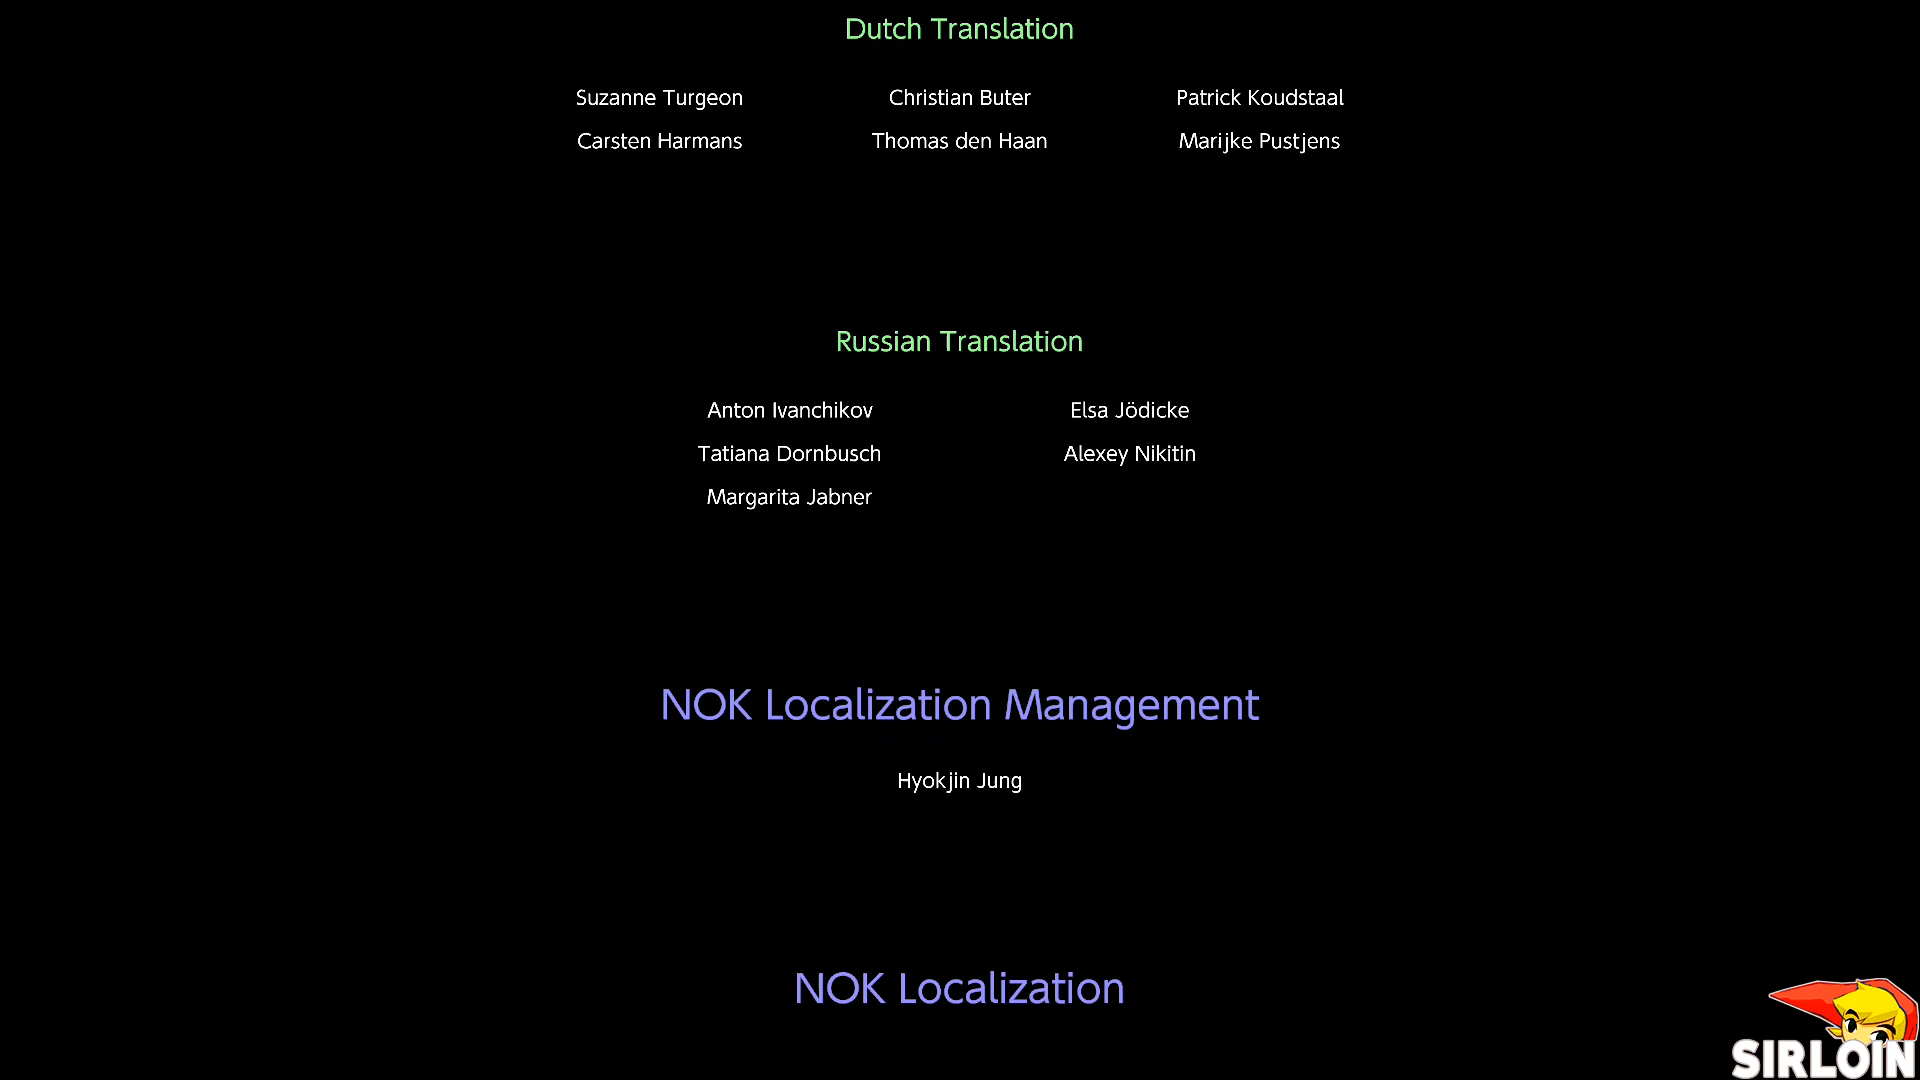 Dutch Translation
Suzanne Turgeon Christian Buter Patrick Koudstaal
Carsten Harmans Thomas den Haan Marijke Pustjens
Russian Translation
Anton Ivanchikov Elsa Jödicke
Tatiana Dornbusch Alexey Nikitin
Margarita Jabner
NOK Localization Management
Hyokjin Jung
NOK Localization
SIRLOIN